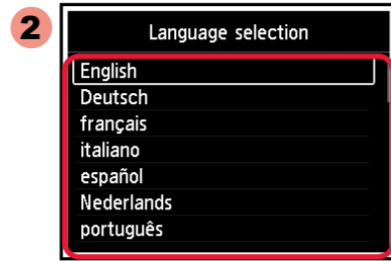 2
Language selection
English
Deutsch
français
italiano
español
Nederlands
português